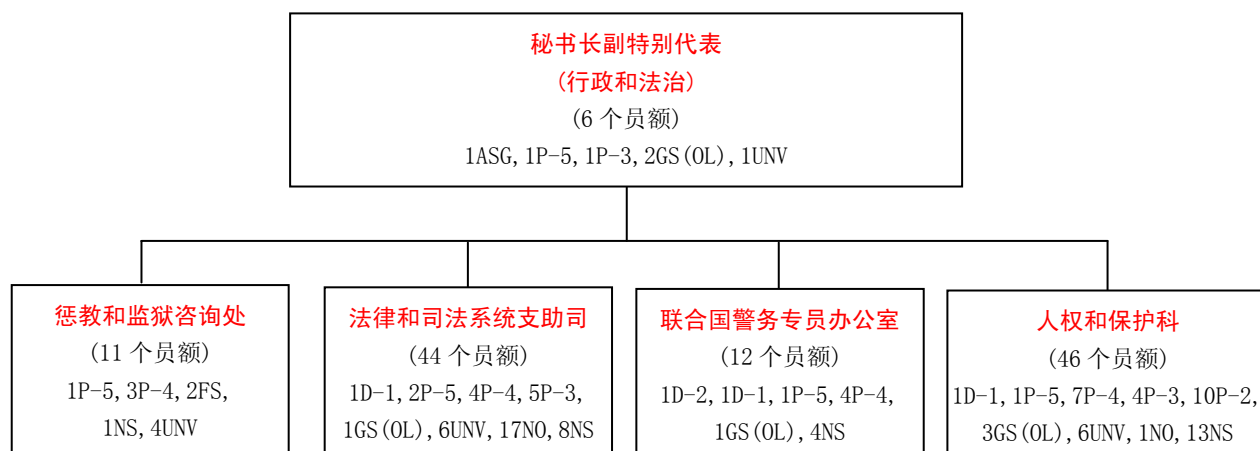 秘书长副特别代表
(行政和法治)
(6 个员额)
1ASG, 1P-5, 1P-3, 2GS(OL), 1UNV
惩教和监狱咨询处
(11 个员额)
1P-5, 3P-4, 2FS,
1NS, 4UNV
法律和司法系统支助司
(44 个员额)
1D-1, 2P-5, 4P-4, 5P-3,
1GS(OL), 6UNV, 17NO, 8NS
联合国警务专员办公室
(12 个员额)
1D-2, 1D-1, 1P-5, 4P-4,
1GS(OL), 4NS
人权和保护科
(46 个员额)
1D-1, 1P-5, 7P-4, 4P-3, 10P-2,
3GS(OL), 6UNV, 1NO, 13NS